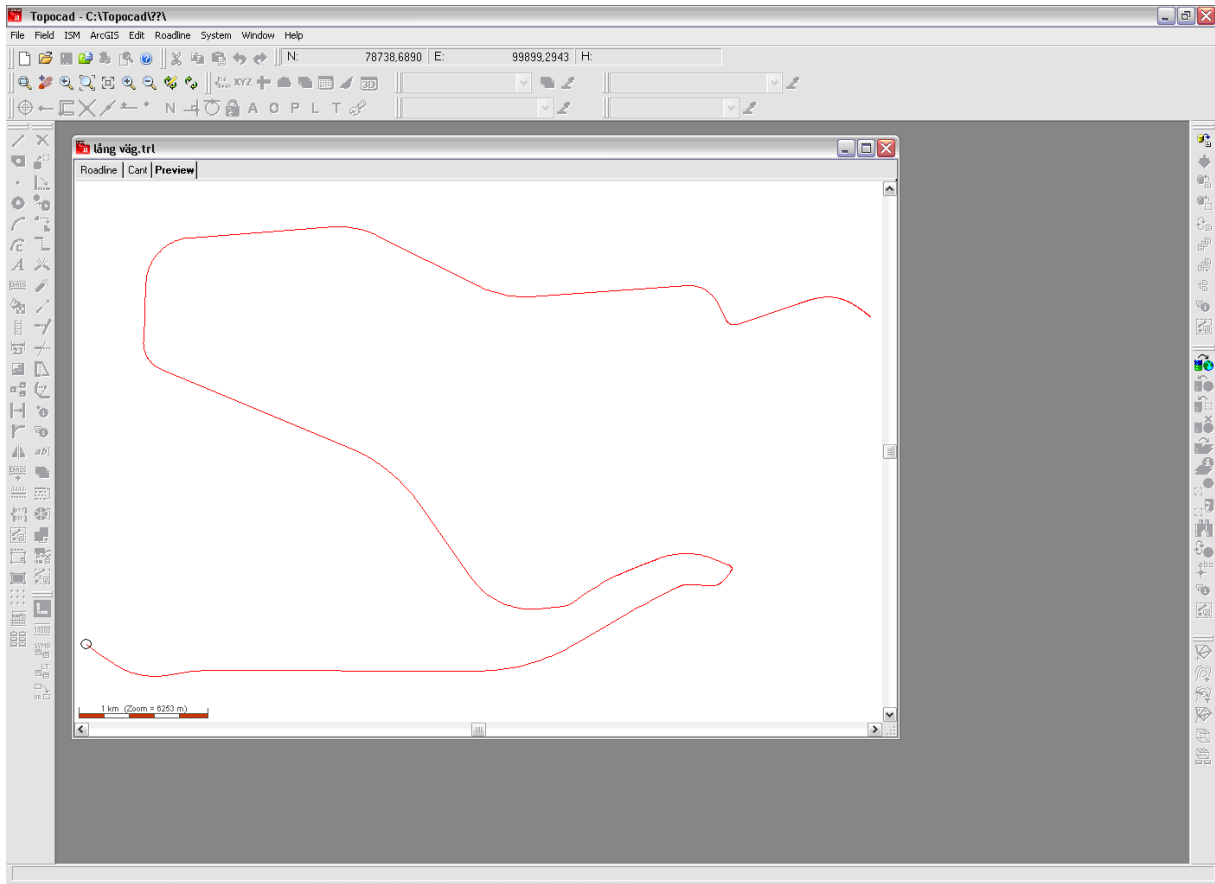 Topocad - C:\Topocad\??\
File Field ISM ArcGIS Edit Roadline System Window Help
N: 78738,6890 E: 99899,2943 H:
XYZ 3D
N A O P L T
lång väg.trl
Roadline Cant Preview
1 km (Zoom = 6253 m)